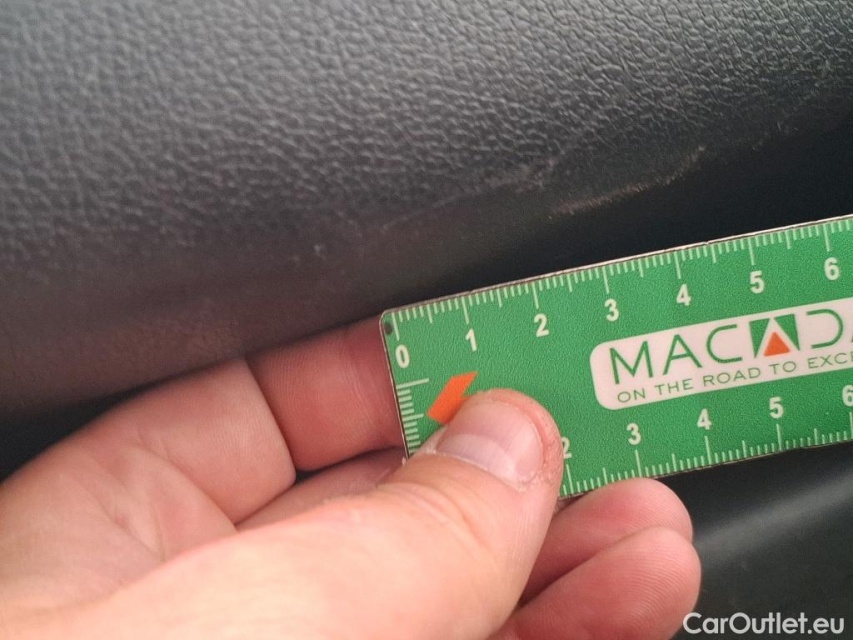 0 1 2 3 4 5 6
MACAD
ON THE ROAD TO EXC
2 3 4 5 6
CarOutlet.eu